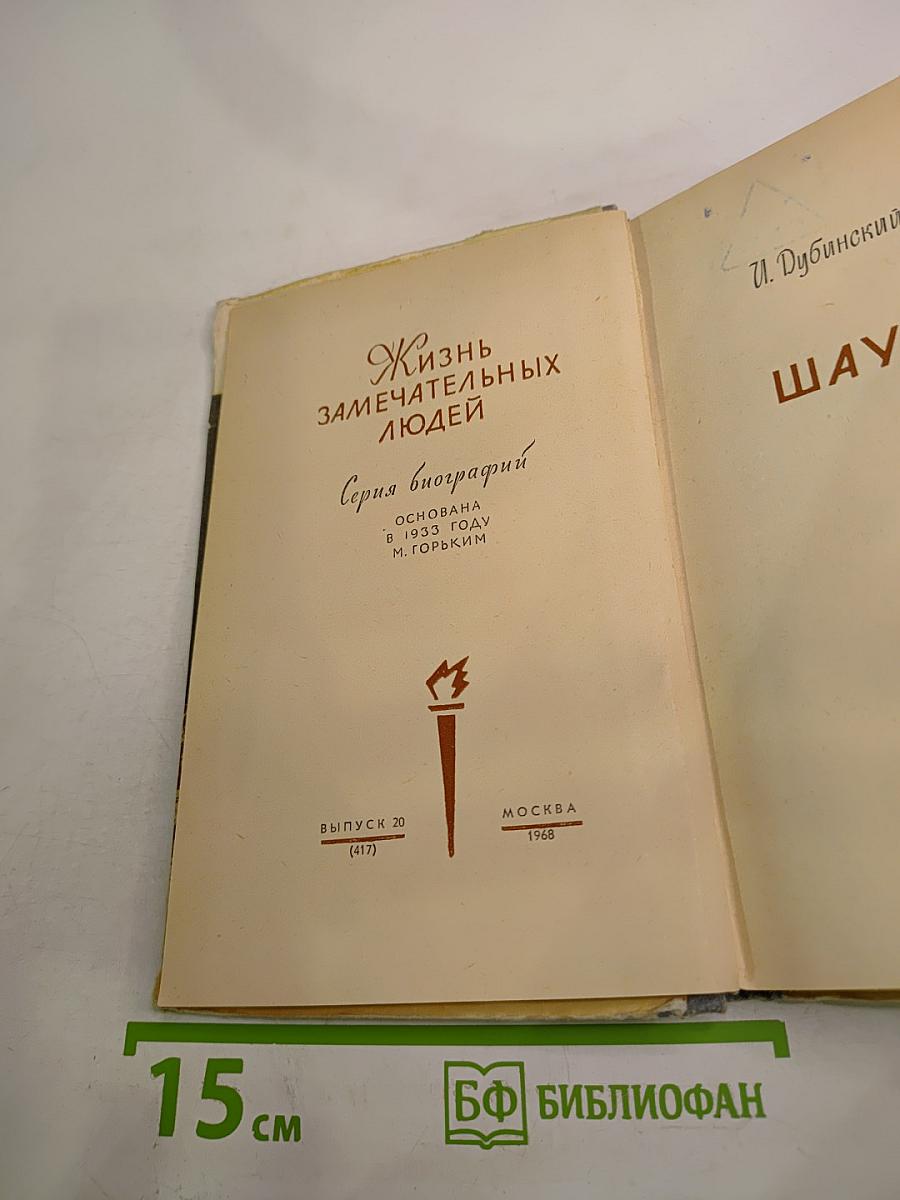 Жизнь
замечательных
людей
Серия биографий
ОСНОВАНА
В 1933 ГОДУ
М. ГОРЬКИМ
ВЫПУСК 20
(417)
МОСКВА
1968
И. Дубинский
ШАУ
15 см
БФ БИБЛИОФАН